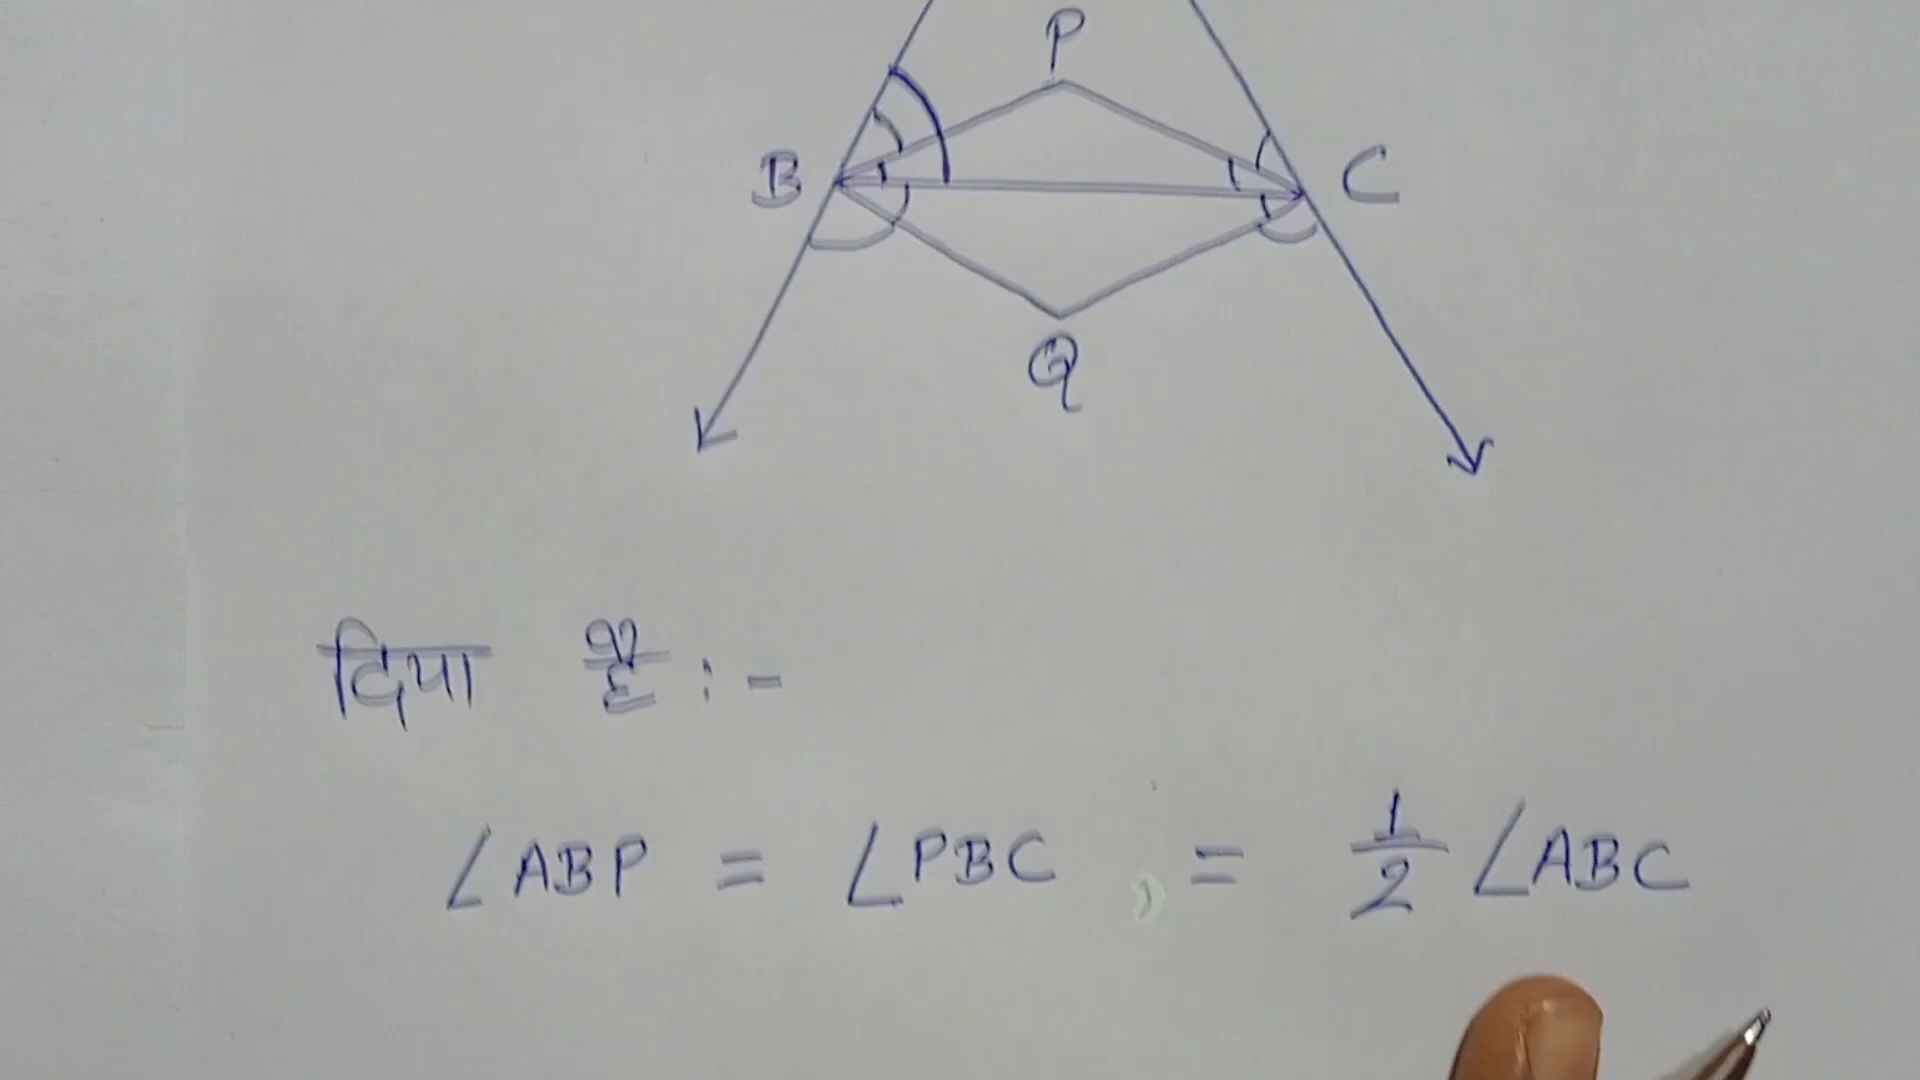 P
B C
Q
दिया है :-
∠ABP = ∠PBC , = 1/2 ∠ABC